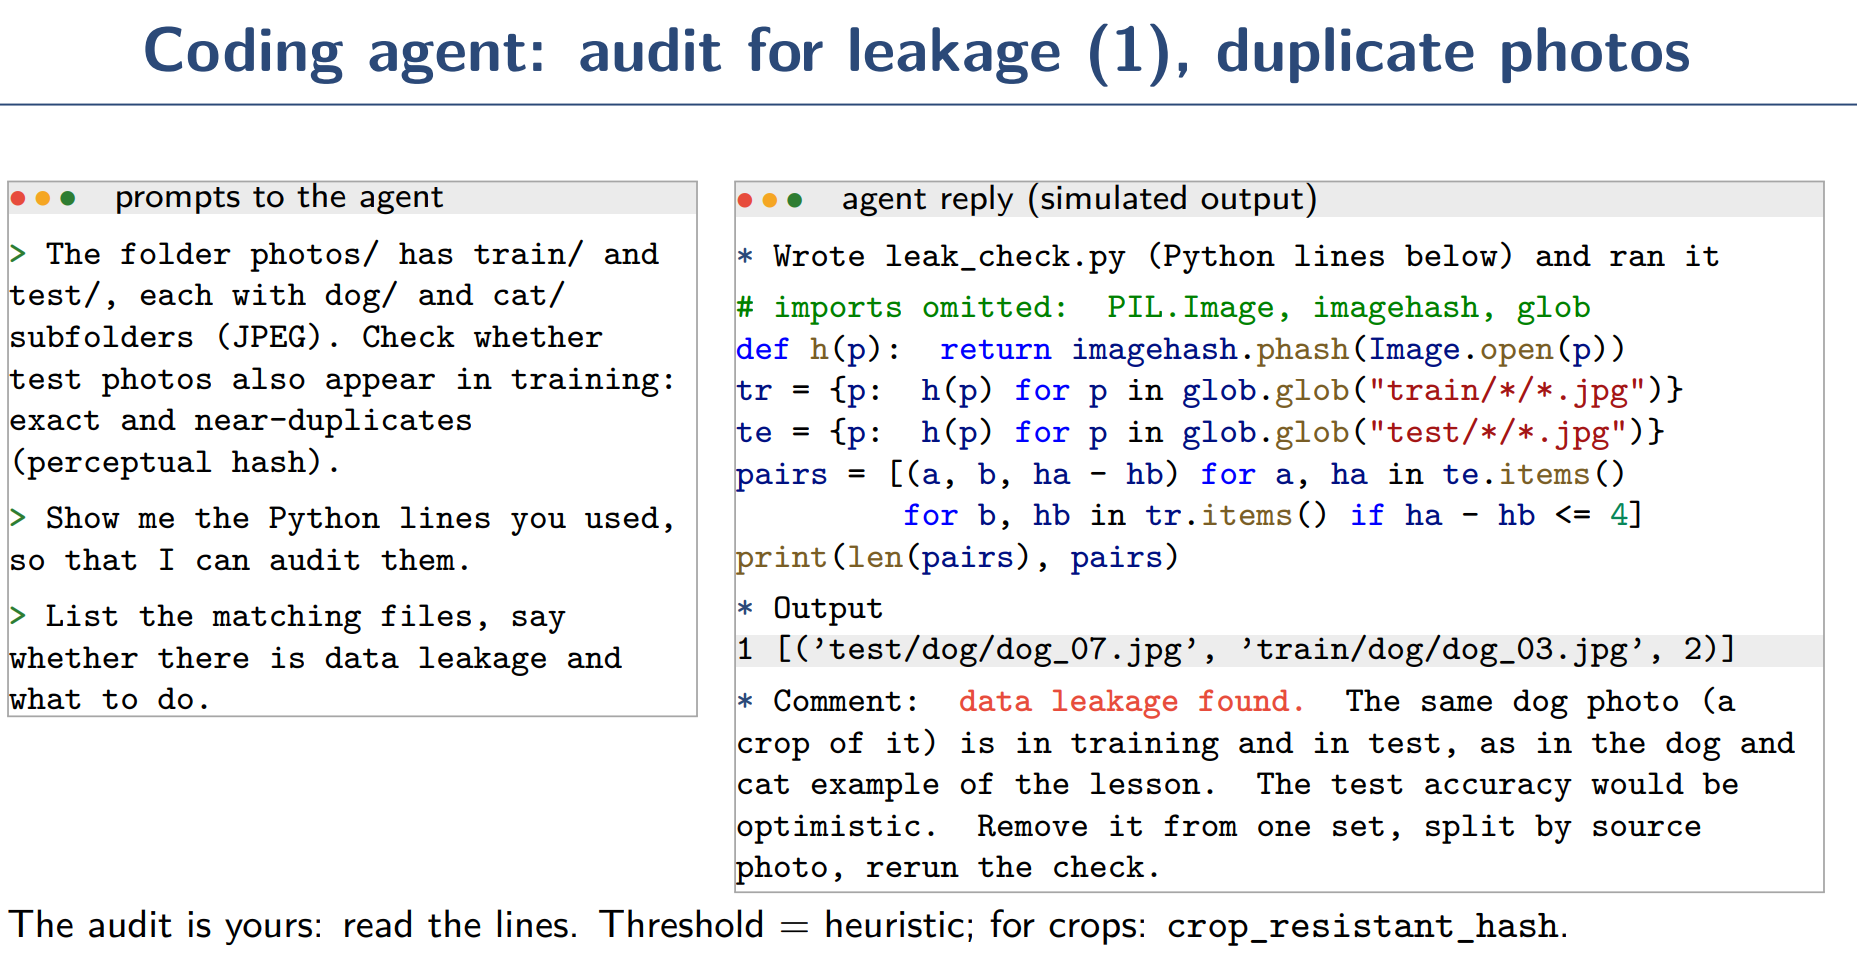 Coding agent: audit for leakage (1), duplicate photos
prompts to the agent
> The folder photos/ has train/ and
test/, each with dog/ and cat/
subfolders (JPEG). Check whether
test photos also appear in training:
exact and near-duplicates
(perceptual hash).
> Show me the Python lines you used,
so that I can audit them.
> List the matching files, say
whether there is data leakage and
what to do.
agent reply (simulated output)
* Wrote leak_check.py (Python lines below) and ran it
# imports omitted: PIL.Image, imagehash, glob
def h(p): return imagehash.phash(Image.open(p))
tr = {p: h(p) for p in glob.glob("train/*/*.jpg")}
te = {p: h(p) for p in glob.glob("test/*/*.jpg")}
pairs = [(a, b, ha - hb) for a, ha in te.items()
for b, hb in tr.items() if ha - hb <= 4]
print(len(pairs), pairs)
* Output
1 [(’test/dog/dog_07.jpg’, ’train/dog/dog_03.jpg’, 2)]
* Comment: data leakage found. The same dog photo (a
crop of it) is in training and in test, as in the dog and
cat example of the lesson. The test accuracy would be
optimistic. Remove it from one set, split by source
photo, rerun the check.
The audit is yours: read the lines. Threshold = heuristic; for crops: crop_resistant_hash.